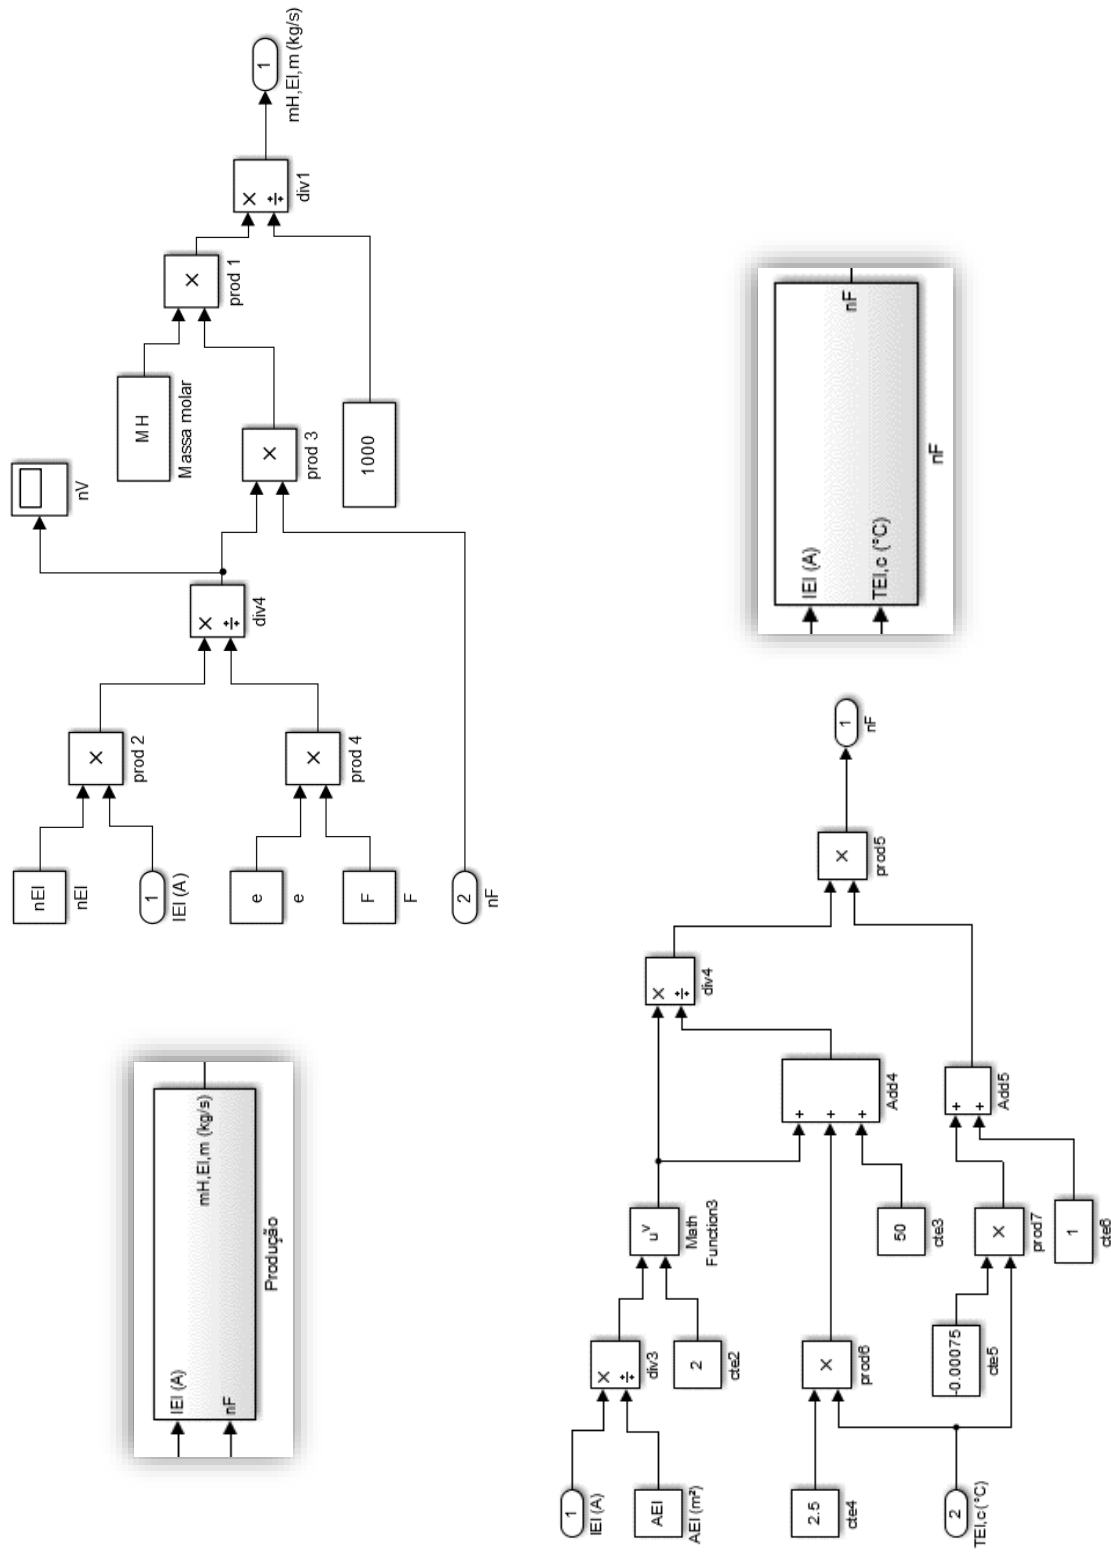 nEl
nEl
1
IEl (A)
e
e
F
F
2
nF
×
prod 2
×
prod 4
×
÷
div4
nV
MH
Massa molar
×
prod 3
1000
×
prod 1
×
÷
div1
1
mH,El,m (kg/s)
IEl (A)
nF
mH,El,m (kg/s)
Produção
1
IEl (A)
AEl
AEl (m²)
2.5
cte4
2
TEl,c (°C)
×
÷
div3
2
cte2
×
prod6
-0.00075
cte5
uv
Math
Function3
50
cte3
×
prod7
1
cte6
+
+
+
Add4
+
+
Add5
×
÷
div4
×
prod5
1
nF
IEl (A)
TEl,c (°C)
nF
nF